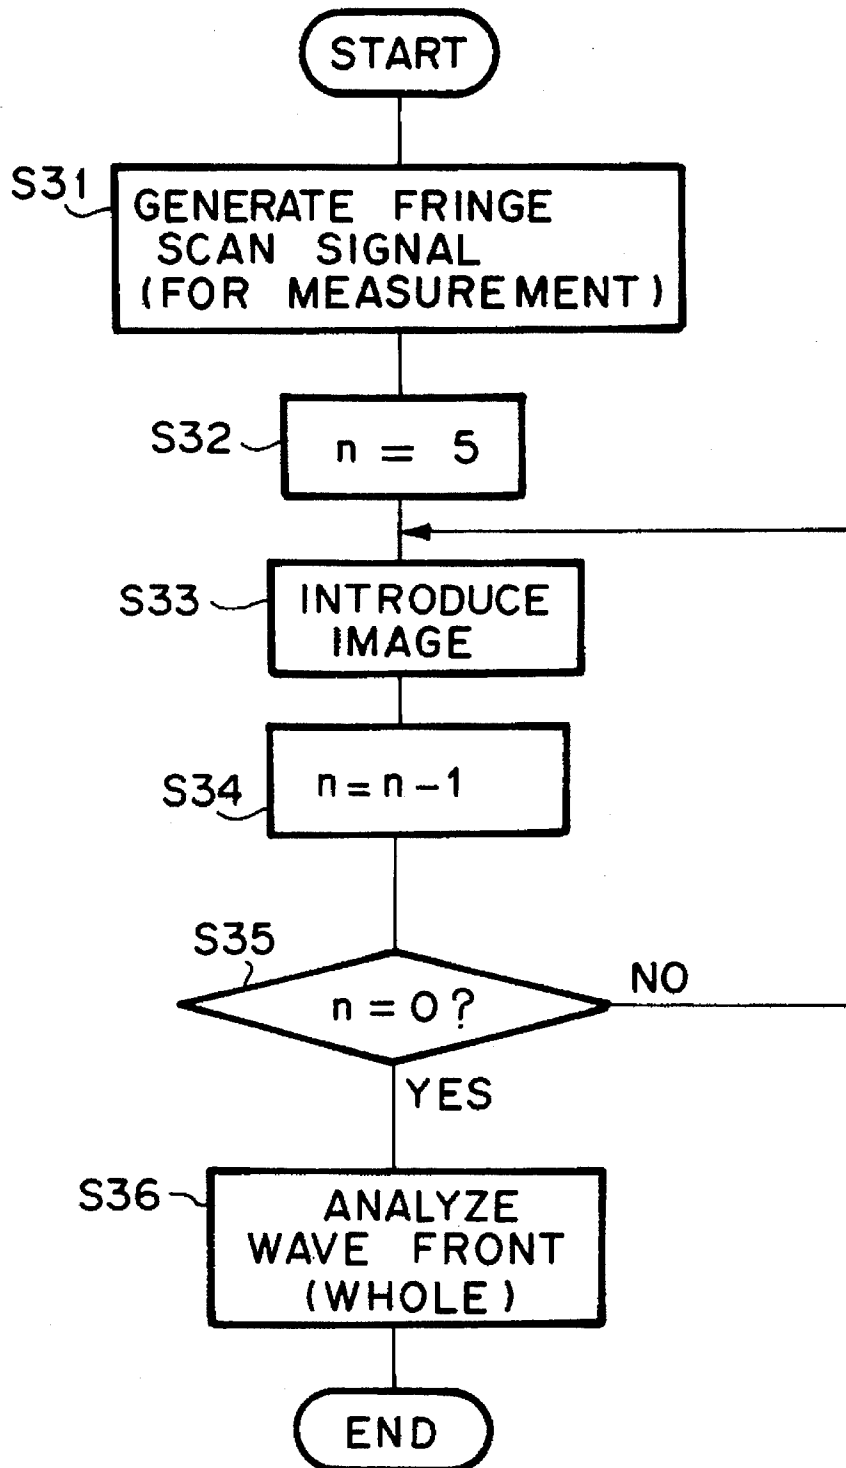 START
S31
GENERATE FRINGE
SCAN SIGNAL
(FOR MEASUREMENT)
S32
n = 5
S33
INTRODUCE
IMAGE
S34
n=n-1
S35
n=0?
NO
YES
S36
ANALYZE
WAVE FRONT
(WHOLE)
END